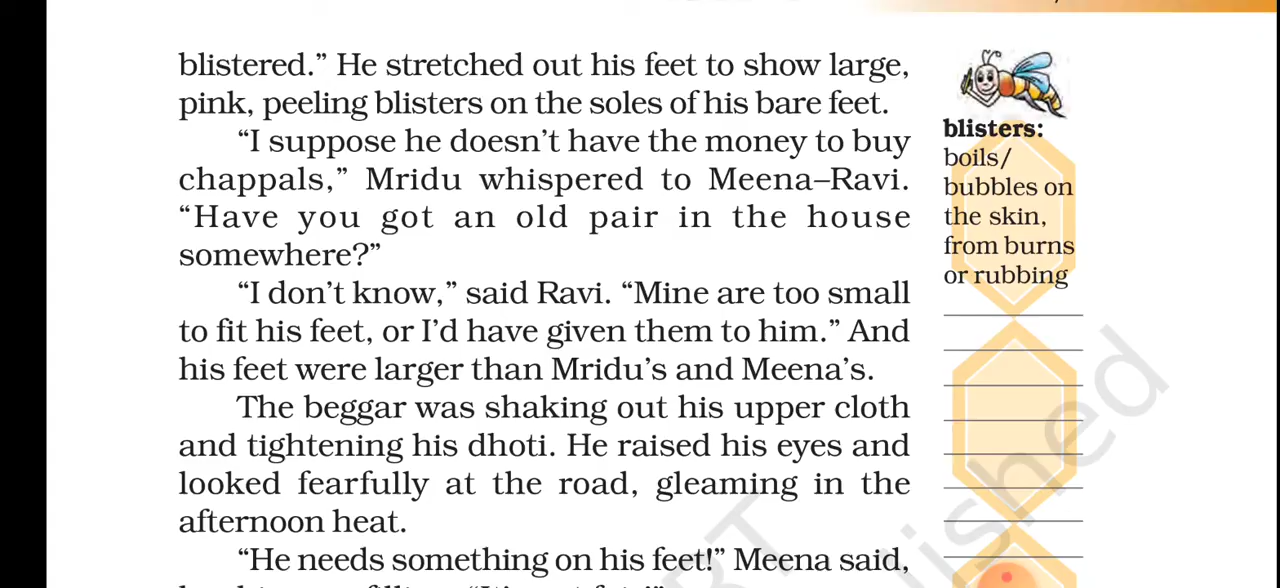 blistered.” He stretched out his feet to show large,
pink, peeling blisters on the soles of his bare feet.
“I suppose he doesn’t have the money to buy
chappals,” Mridu whispered to Meena–Ravi.
“Have you got an old pair in the house
somewhere?”
“I don’t know,” said Ravi. “Mine are too small
to fit his feet, or I’d have given them to him.” And
his feet were larger than Mridu’s and Meena’s.
The beggar was shaking out his upper cloth
and tightening his dhoti. He raised his eyes and
looked fearfully at the road, gleaming in the
afternoon heat.
“He needs something on his feet!” Meena said,
blisters:
boils/
bubbles on
the skin,
from burns
or rubbing